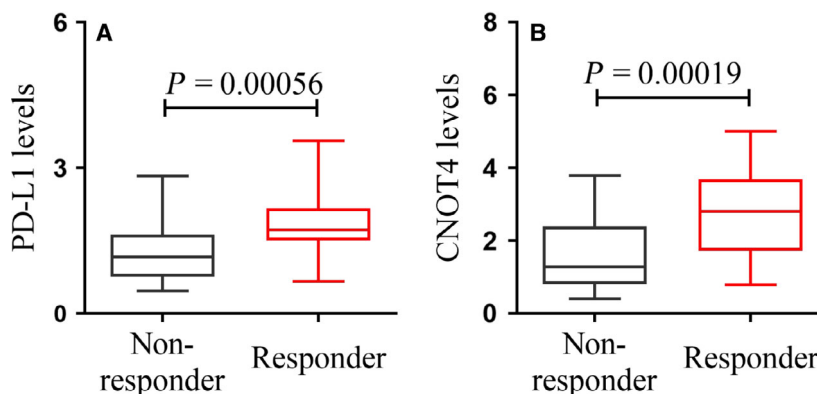 A
PD-L1 levels
6
3
0
P = 0.00056
Non-
responder
Responder
B
CNOT4 levels
8
6
4
2
0
P = 0.00019
Non-
responder
Responder